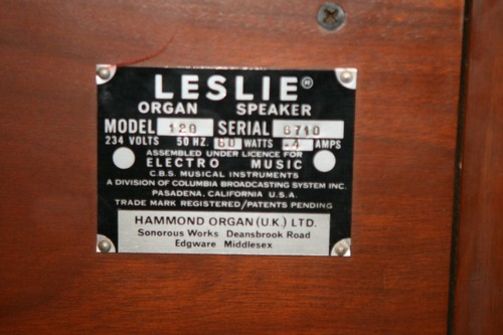 LESLIE®
ORGAN SPEAKER
MODEL 120 SERIAL 6710
234 VOLTS 50 HZ. 60 WATTS .4 AMPS
ASSEMBLED UNDER LICENCE FOR
ELECTRO MUSIC
C.B.S. MUSICAL INSTRUMENTS
A DIVISION OF COLUMBIA BROADCASTING SYSTEM INC.
PASADENA, CALIFORNIA U.S.A.
TRADE MARK REGISTERED/PATENTS PENDING
HAMMOND ORGAN (U.K.) LTD.
Sonorous Works Deansbrook Road
Edgware Middlesex